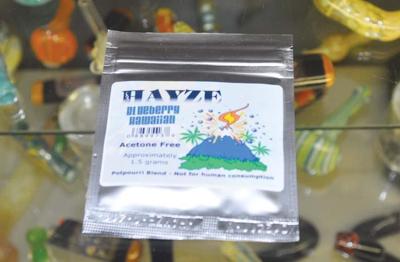 HAYZE
Blueberry
Hawaiian
Acetone Free
Approximately
1.5 grams
Potpourri Blend - Not for human consumption